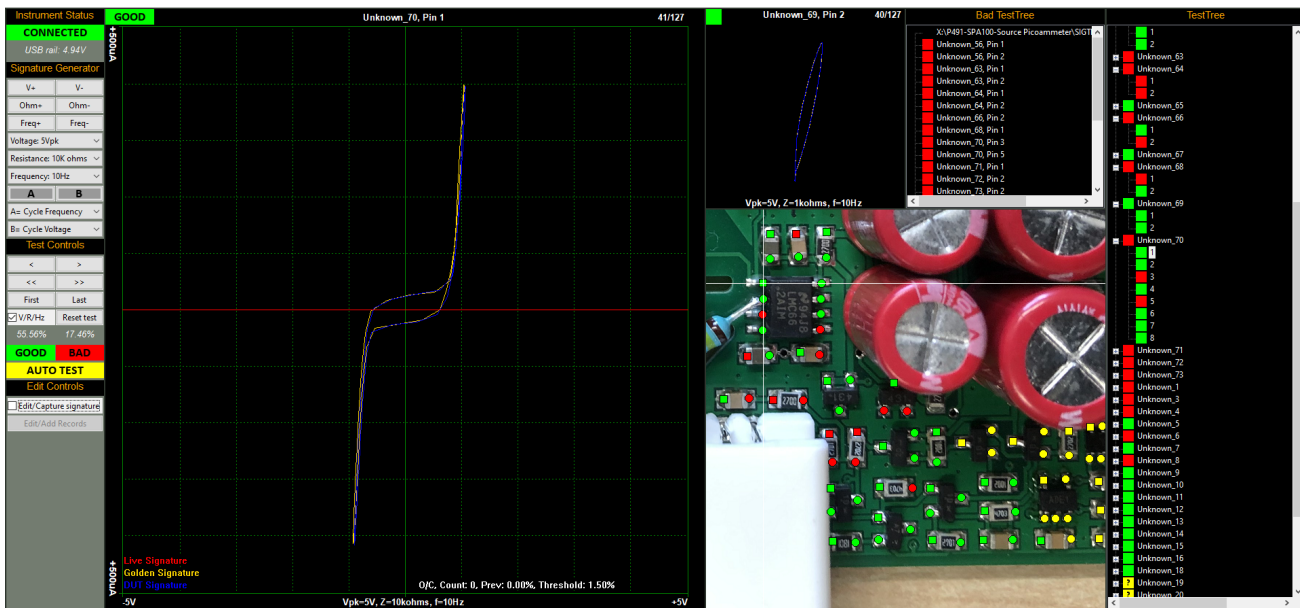 Instrument Status
CONNECTED
USB rail: 4.94V
Signature Generator
V+ V-
Ohm+ Ohm-
Freq+ Freq-
Voltage: 5Vpk
Resistance: 10K ohms
Frequency: 10Hz
A B
A= Cycle Frequency
B= Cycle Voltage
Test Controls
< >
<< >>
First Last
V/R/Hz Reset test
55.56% 17.46%
GOOD BAD
AUTO TEST
Edit Controls
Edit/Capture signature
Edit/Add Records
GOOD Unknown_70, Pin 1 41/127
+500uA
+500uA
Live Signature
Golden Signature
DUT Signature
O/C, Count: 0, Prev: 0.00%, Threshold: 1.50%
-5V Vpk=5V, Z=10kohms, f=10Hz +5V
Unknown_69, Pin 2 40/127
Vpk=5V, Z=1kohms, f=10Hz
Bad TestTree
X:\P491-SPA100-Source Picoammeter\SIGT
Unknown_56, Pin 1
Unknown_56, Pin 2
Unknown_63, Pin 1
Unknown_63, Pin 2
Unknown_64, Pin 1
Unknown_64, Pin 2
Unknown_66, Pin 2
Unknown_68, Pin 1
Unknown_70, Pin 3
Unknown_70, Pin 5
Unknown_71, Pin 1
Unknown_72, Pin 2
Unknown_73, Pin 2
270D
LMC66
2AIM
431
270C
4703
4703
TestTree
1
2
Unknown_63
Unknown_64
1
2
Unknown_65
Unknown_66
1
2
Unknown_67
Unknown_68
1
2
Unknown_69
1
2
Unknown_70
1
2
3
4
5
6
7
8
Unknown_71
Unknown_72
Unknown_73
Unknown_1
Unknown_3
Unknown_4
Unknown_5
Unknown_6
Unknown_7
Unknown_8
Unknown_9
Unknown_10
Unknown_11
Unknown_12
Unknown_13
Unknown_14
Unknown_15
Unknown_16
Unknown_18
? Unknown_19
? Unknown_20